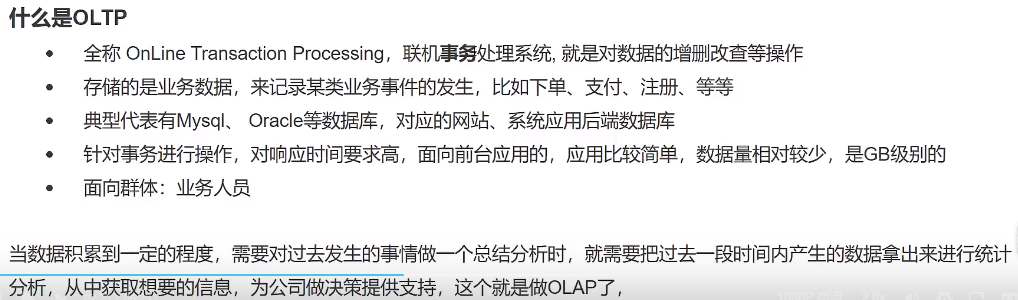 什么是OLTP
• 全称 OnLine Transaction Processing，联机事务处理系统, 就是对数据的增删改查等操作
• 存储的是业务数据，来记录某类业务事件的发生，比如下单、支付、注册、等等
• 典型代表有Mysql、 Oracle等数据库，对应的网站、系统应用后端数据库
• 针对事务进行操作，对响应时间要求高，面向前台应用的，应用比较简单，数据量相对较少，是GB级别的
• 面向群体：业务人员
当数据积累到一定的程度，需要对过去发生的事情做一个总结分析时，就需要把过去一段时间内产生的数据拿出来进行统计
分析，从中获取想要的信息，为公司做决策提供支持，这个就是做OLAP了，